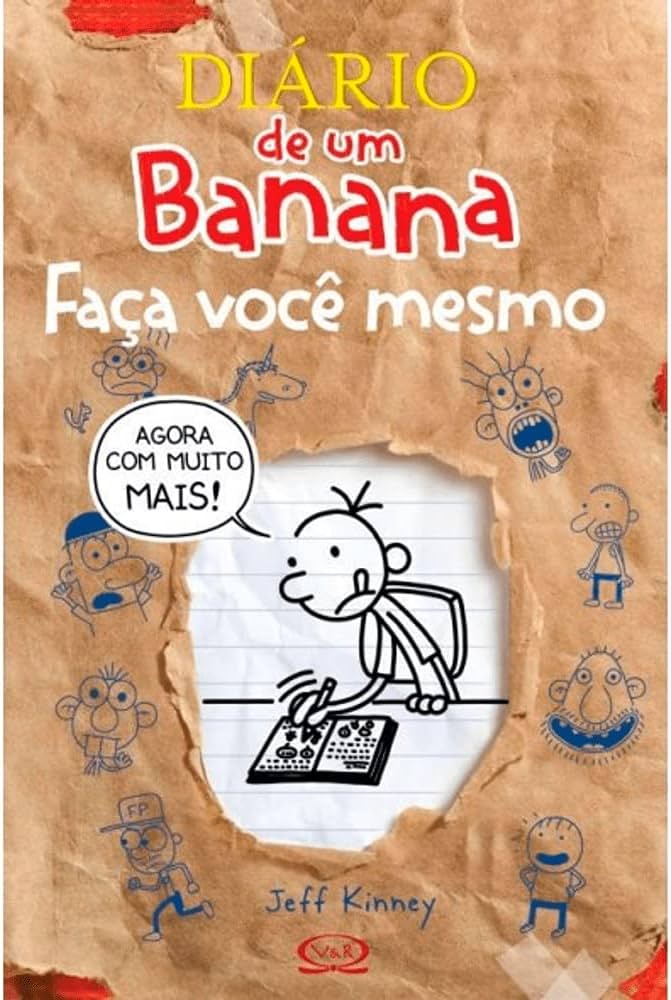 DIÁRIO
de um
Banana
Faça você mesmo
AGORA
COM MUITO
MAIS!
FP
Jeff Kinney
V&R